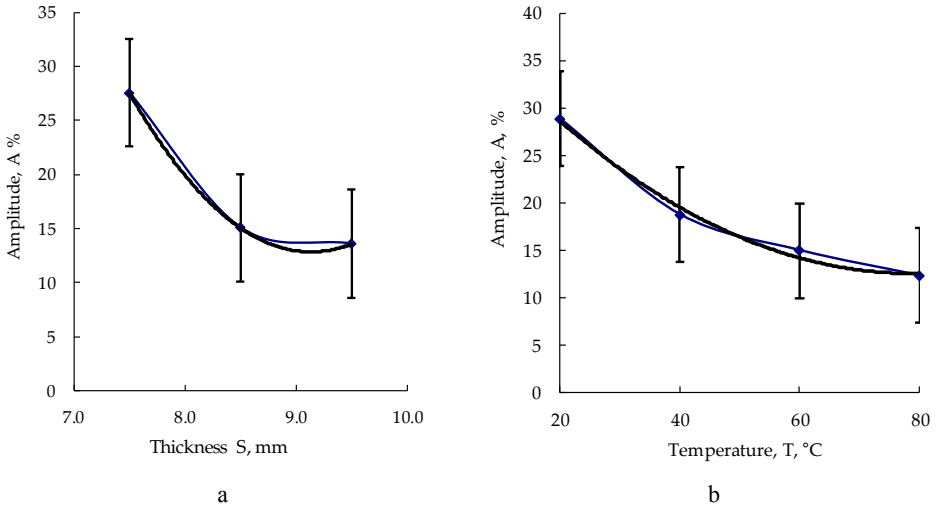 35
30
25
20
15
10
5
0
7.0 8.0 9.0 10.0
Amplitude, A %
Thickness S, mm
a
40
35
30
25
20
15
10
5
0
20 40 60 80
Amplitude, A, %
Temperature, T, °C
b